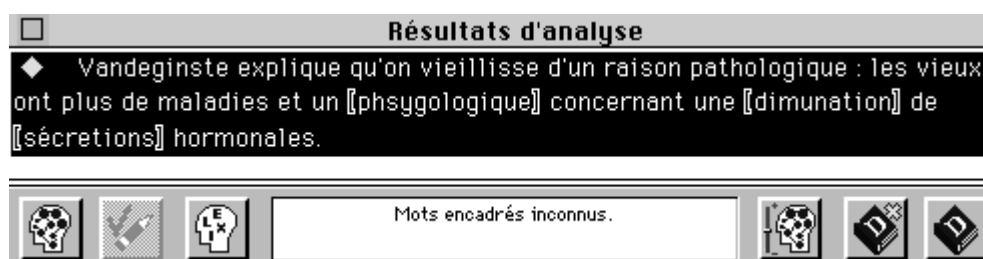 Résultats d'analyse
◆ Vandeginste explique qu'on vieillisse d'un raison pathologique : les vieux
ont plus de maladies et un ⟦phsygologique⟧ concernant une ⟦dimunation⟧ de
⟦sécretions⟧ hormonales.
Mots encadrés inconnus.
E
L X
I
D
D